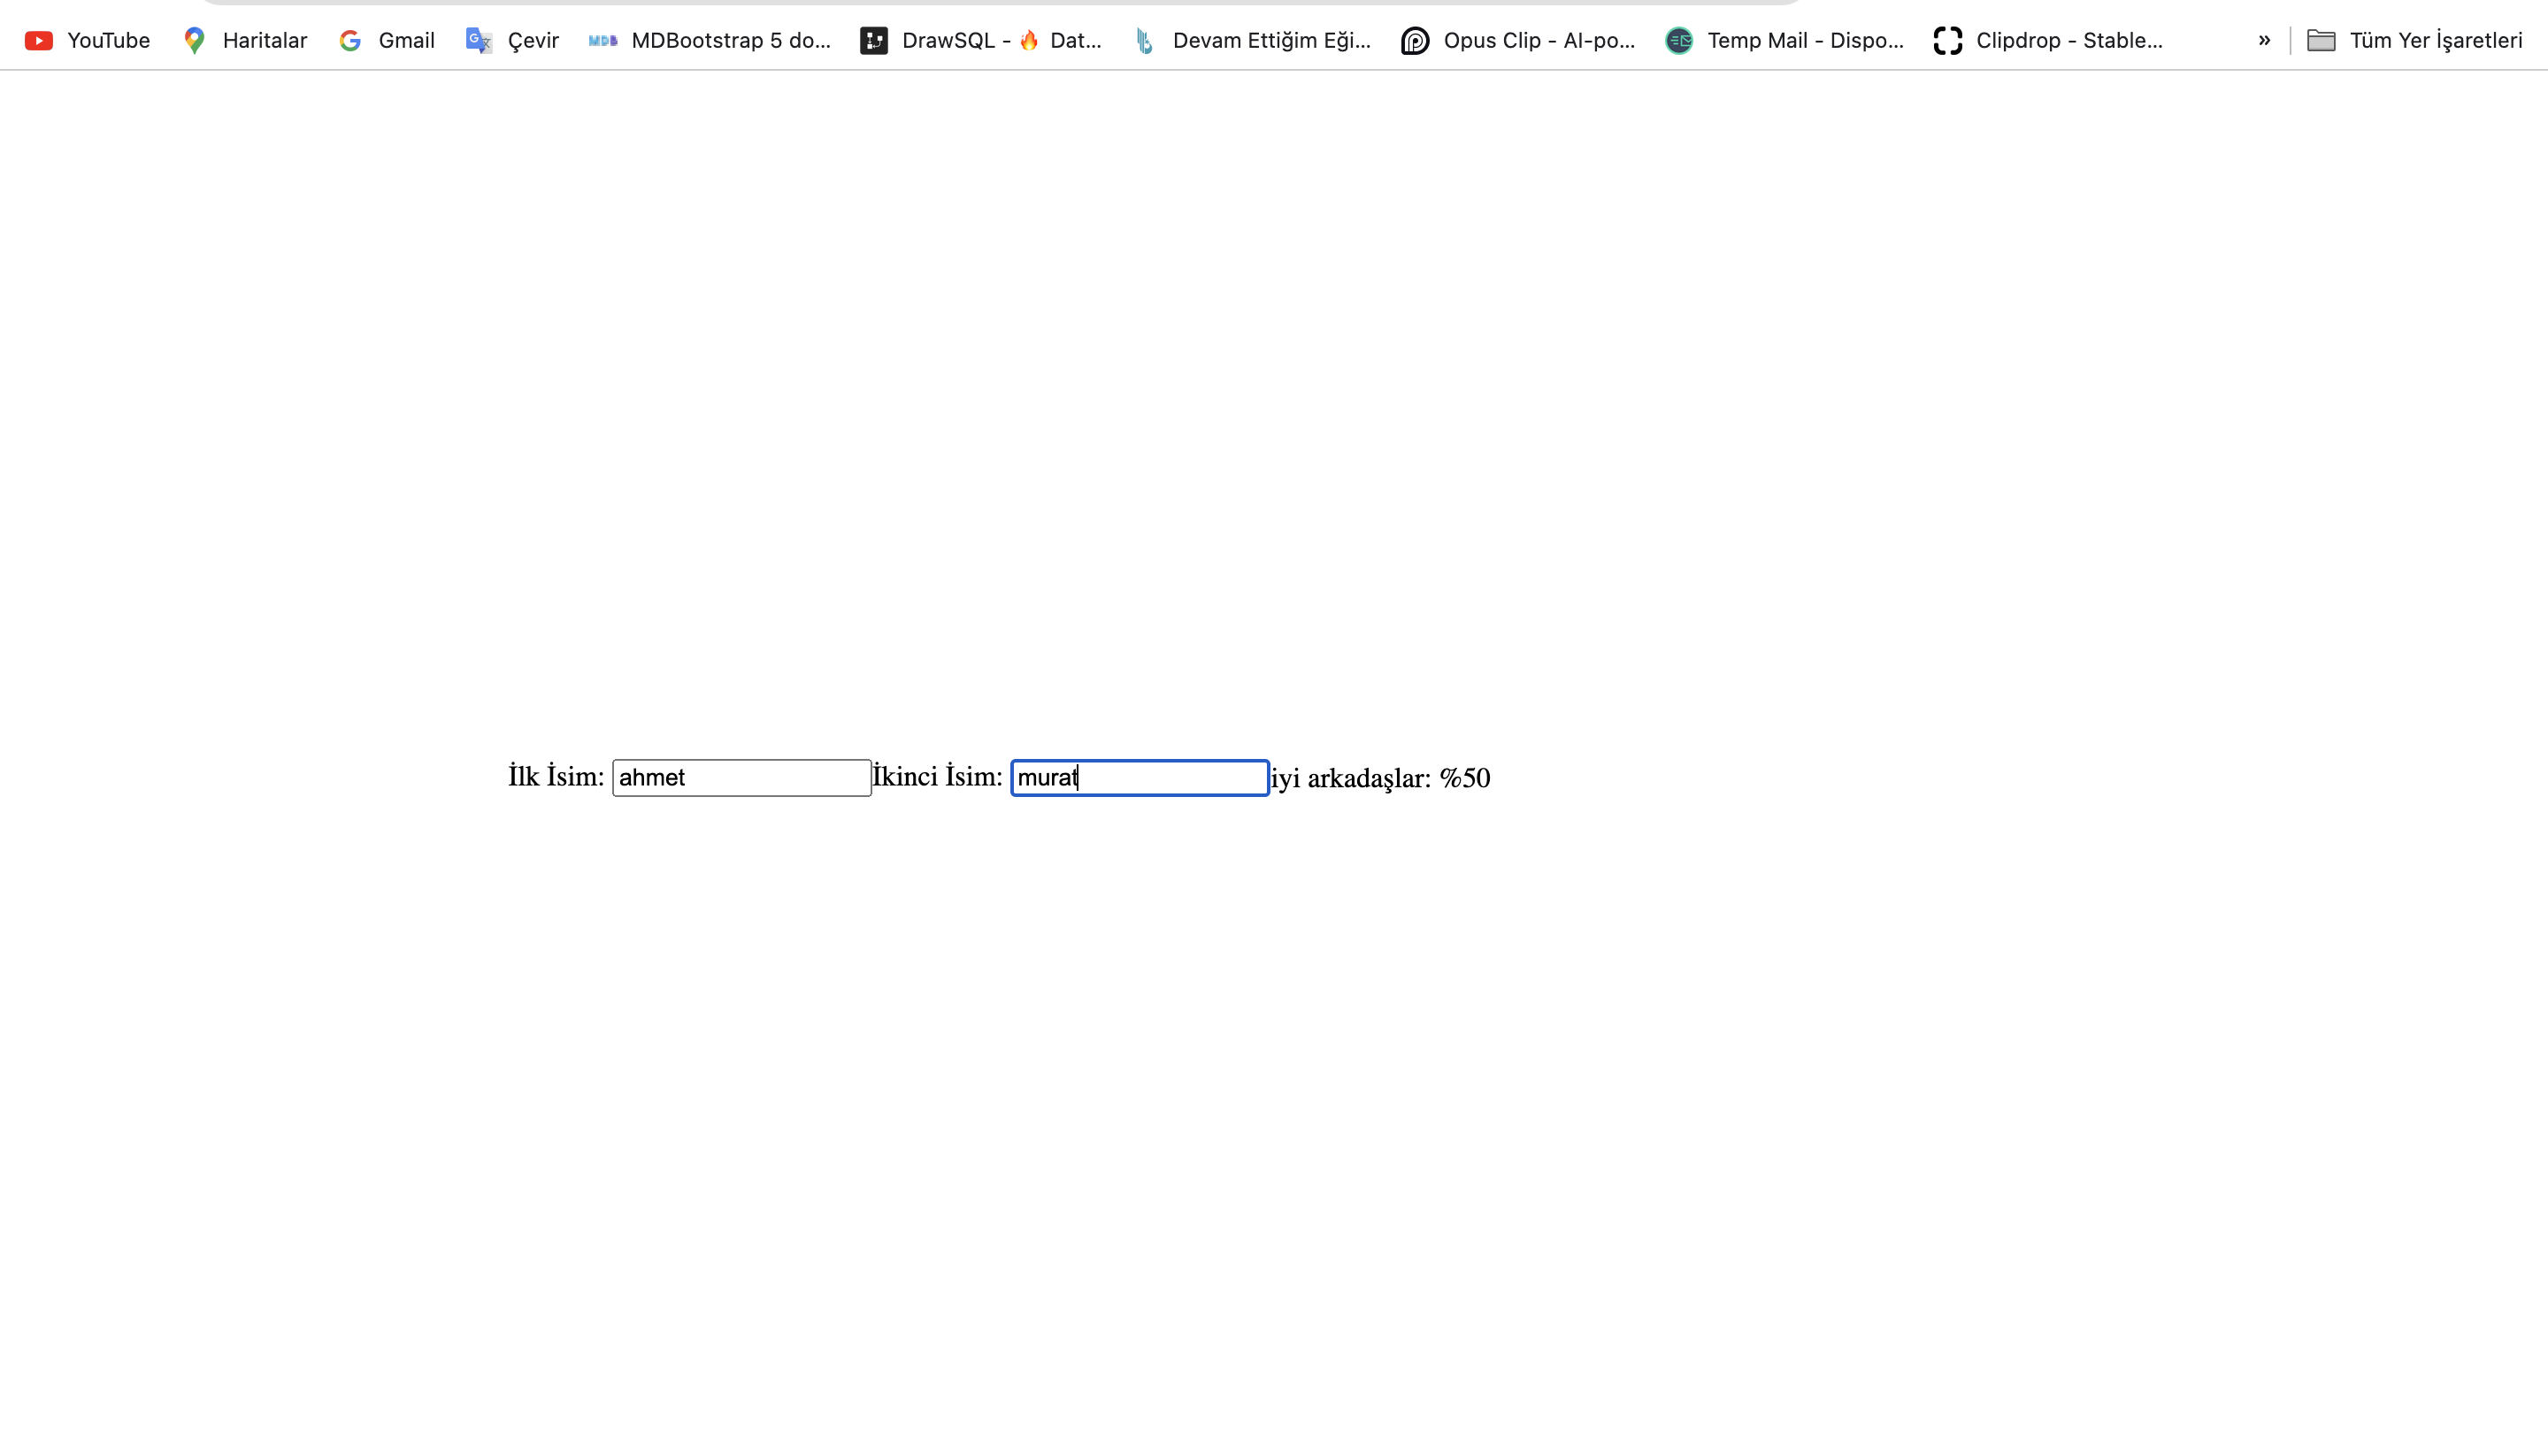 YouTube Haritalar Gmail Çevir MDBootstrap 5 do... DrawSQL - 🔥 Dat... Devam Ettiğim Eği... Opus Clip - AI-po... Temp Mail - Dispo... Clipdrop - Stable... » Tüm Yer İşaretleri
İlk İsim: ahmet İkinci İsim: murat iyi arkadaşlar: %50